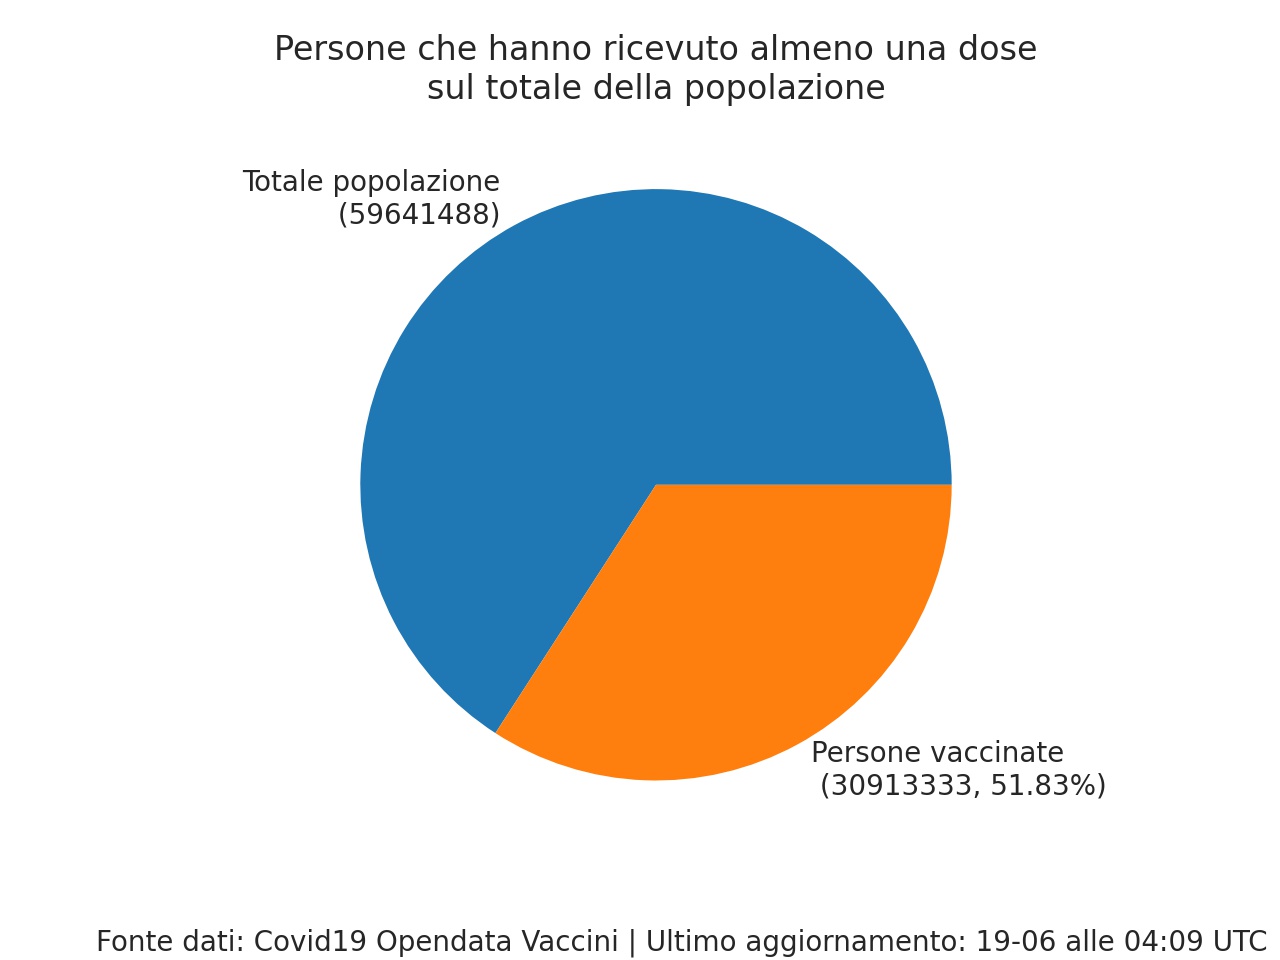 Persone che hanno ricevuto almeno una dose
sul totale della popolazione
Totale popolazione
(59641488)
Persone vaccinate
(30913333, 51.83%)
Fonte dati: Covid19 Opendata Vaccini | Ultimo aggiornamento: 19-06 alle 04:09 UTC